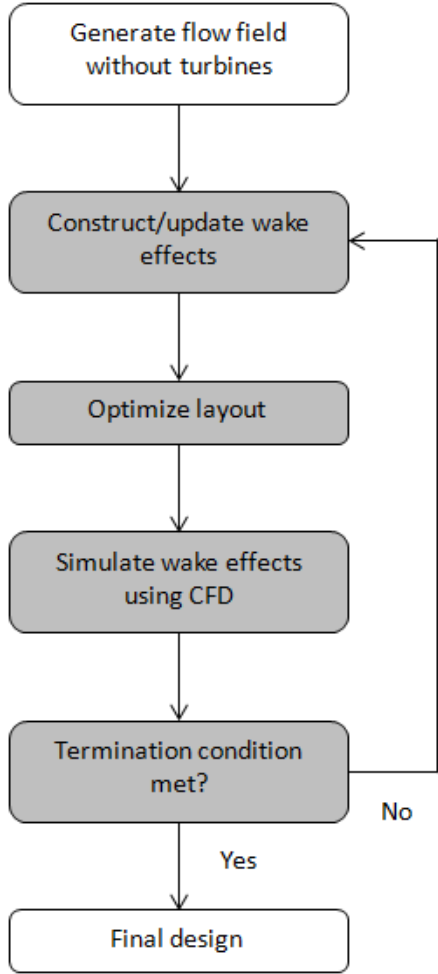 Generate flow field
without turbines
Construct/update wake
effects
Optimize layout
Simulate wake effects
using CFD
Termination condition
met?
No
Yes
Final design